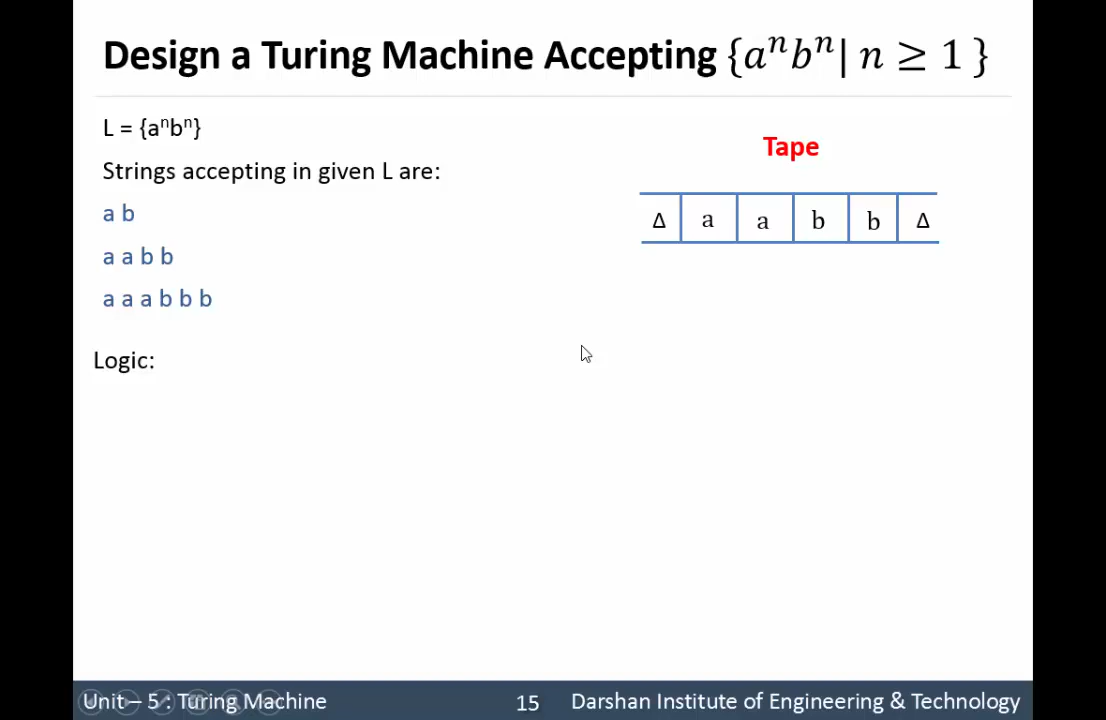 Design a Turing Machine Accepting {aⁿbⁿ| n ≥ 1 }
L = {aⁿbⁿ}
Strings accepting in given L are:
a b
a a b b
a a a b b b
Logic:
Tape
Δ a a b b Δ
Unit – 5 : Turing Machine 15 Darshan Institute of Engineering & Technology